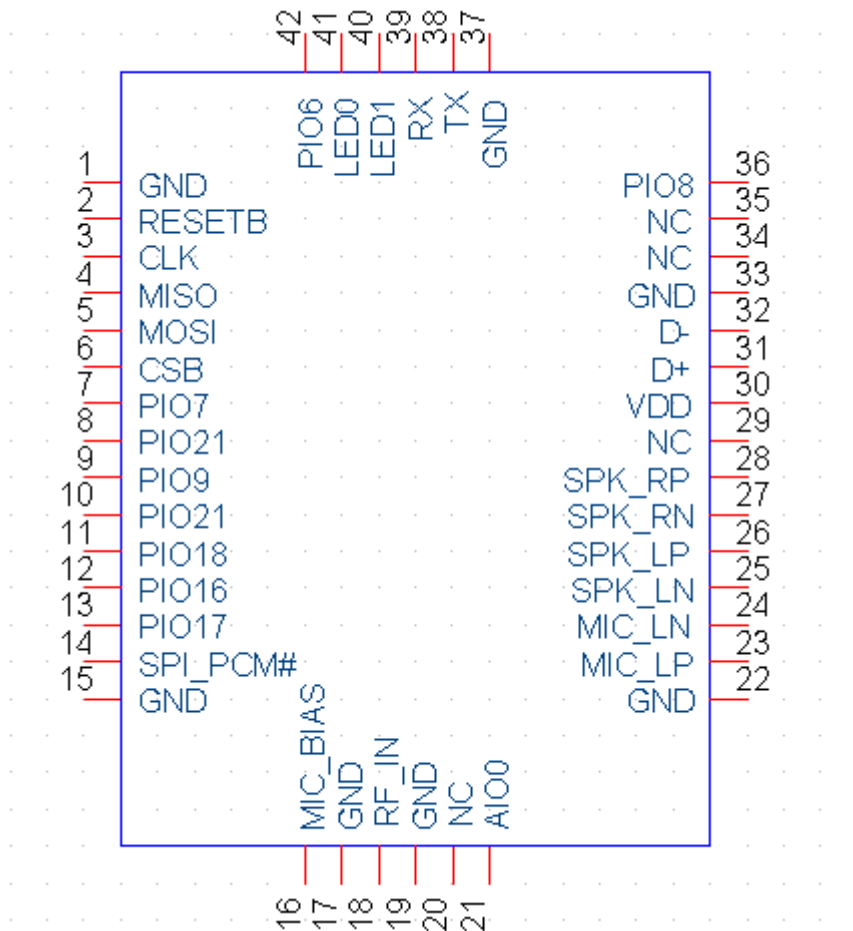 42 41 40 39 38 37
PIO6 LED0 LED1 RX TX GND
1 GND
2 RESETB
3 CLK
4 MISO
5 MOSI
6 CSB
7 PIO7
8 PIO21
9 PIO9
10 PIO21
11 PIO18
12 PIO16
13 PIO17
14 SPI_PCM#
15 GND
PIO8 36
NC 35
NC 34
GND 33
D- 32
D+ 31
VDD 30
NC 29
SPK_RP 28
SPK_RN 27
SPK_LP 26
SPK_LN 25
MIC_LN 24
MIC_LP 23
GND 22
MIC_BIAS GND RF_IN GND NC AIO0
16 17 18 19 20 21